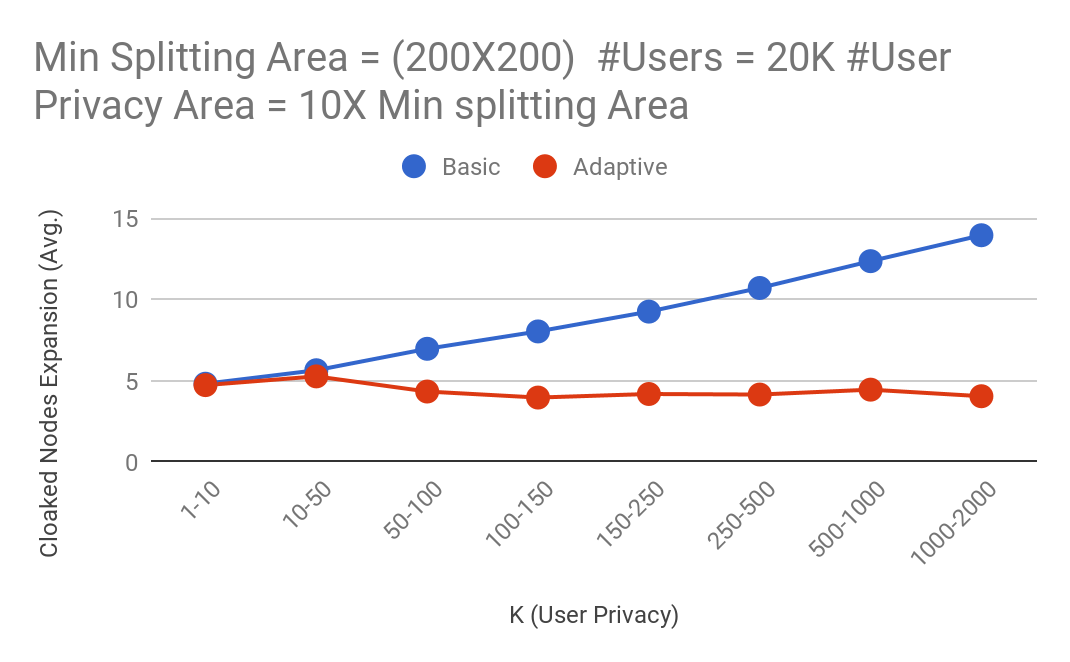 Min Splitting Area = (200X200)  #Users = 20K #User
Privacy Area = 10X Min splitting Area
Basic
Adaptive
Cloaked Nodes Expansion (Avg.)
15
10
5
0
1-10
10-50
50-100
100-150
150-250
250-500
500-1000
1000-2000
K (User Privacy)